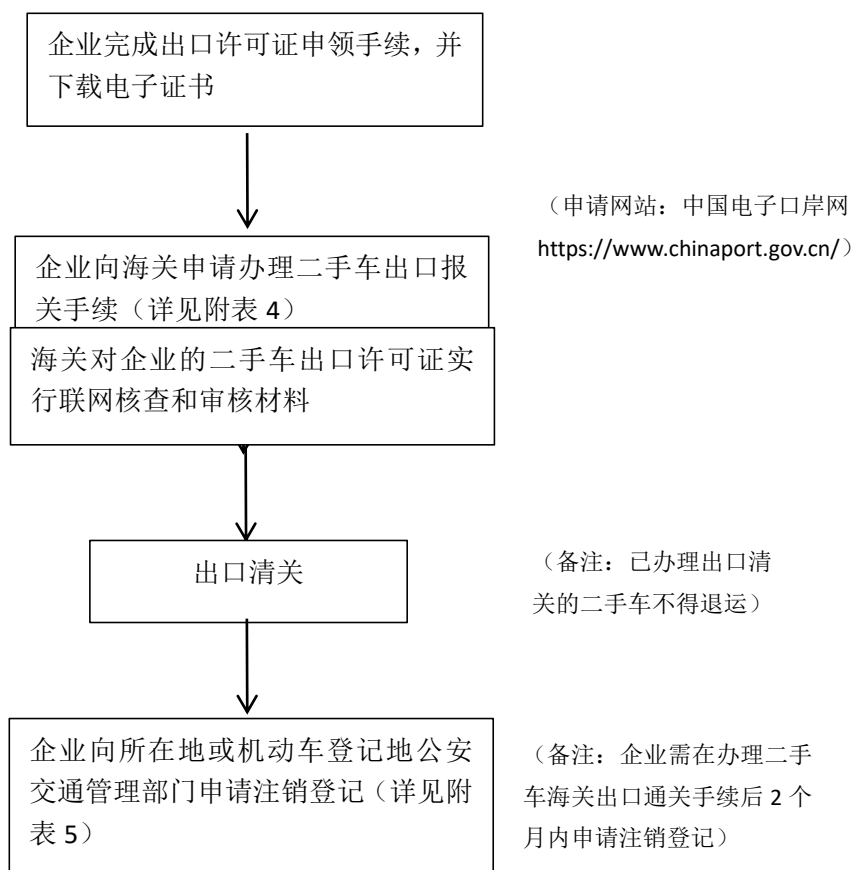 企业完成出口许可证申领手续，并
下载电子证书
（申请网站：中国电子口岸网
https://www.chinaport.gov.cn/）
企业向海关申请办理二手车出口报
关手续（详见附表 4）
海关对企业的二手车出口许可证实
行联网核查和审核材料
出口清关
（备注：已办理出口清
关的二手车不得退运）
企业向所在地或机动车登记地公安
交通管理部门申请注销登记（详见附
表 5）
（备注：企业需在办理二手
车海关出口通关手续后 2 个
月内申请注销登记）